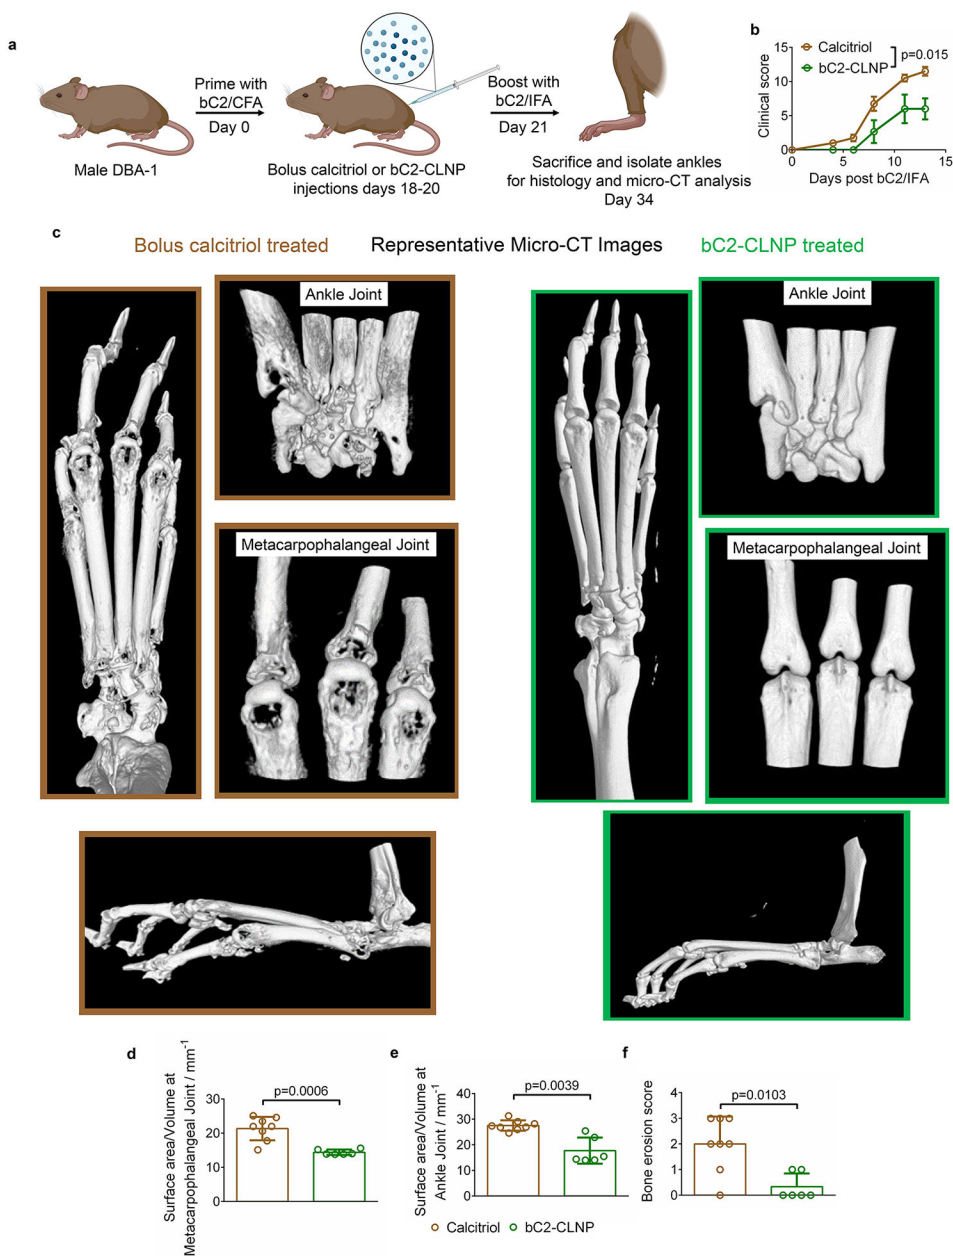 a
Prime with
bC2/CFA
Day 0
Boost with
bC2/IFA
Day 21
Male DBA-1
Bolus calcitriol or bC2-CLNP
injections days 18-20
Sacrifice and isolate ankles
for histology and micro-CT analysis
Day 34
b
Clinical score
15
10
5
0
Calcitriol
bC2-CLNP
p=0.015
0 5 10 15
Days post bC2/IFA
c
Bolus calcitriol treated
Representative Micro-CT Images
bC2-CLNP treated
Ankle Joint
Metacarpophalangeal Joint
Ankle Joint
Metacarpophalangeal Joint
d
Surface area/Volume at
Metacarpophalangeal Joint / mm-1
30
20
10
0
p=0.0006
e
Surface area/Volume at
Ankle Joint / mm-1
40
30
20
10
0
p=0.0039
f
Bone erosion score
4
3
2
1
0
p=0.0103
Calcitriol
bC2-CLNP